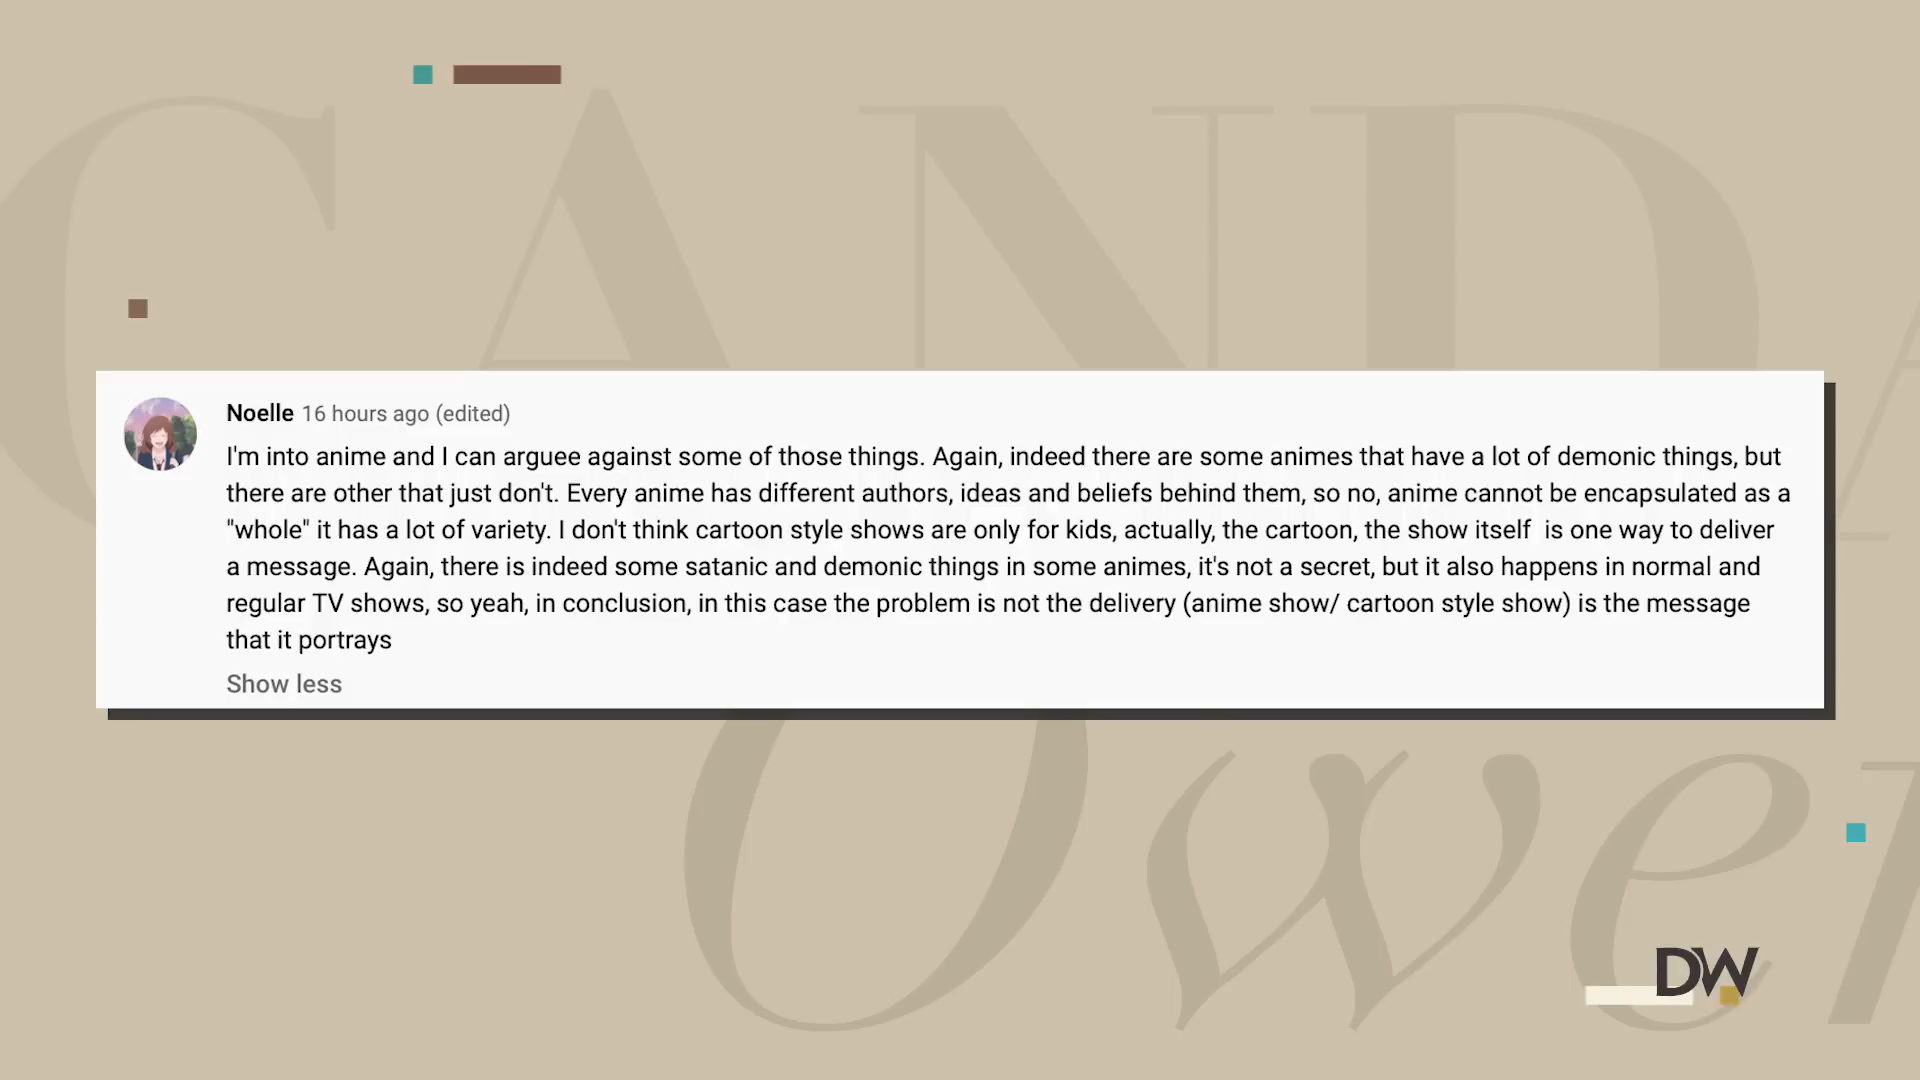 CANDA
Noelle 16 hours ago (edited)
I'm into anime and I can arguee against some of those things. Again, indeed there are some animes that have a lot of demonic things, but
there are other that just don't. Every anime has different authors, ideas and beliefs behind them, so no, anime cannot be encapsulated as a
"whole" it has a lot of variety. I don't think cartoon style shows are only for kids, actually, the cartoon, the show itself  is one way to deliver
a message. Again, there is indeed some satanic and demonic things in some animes, it's not a secret, but it also happens in normal and
regular TV shows, so yeah, in conclusion, in this case the problem is not the delivery (anime show/ cartoon style show) is the message
that it portrays
Show less
Owen
DW